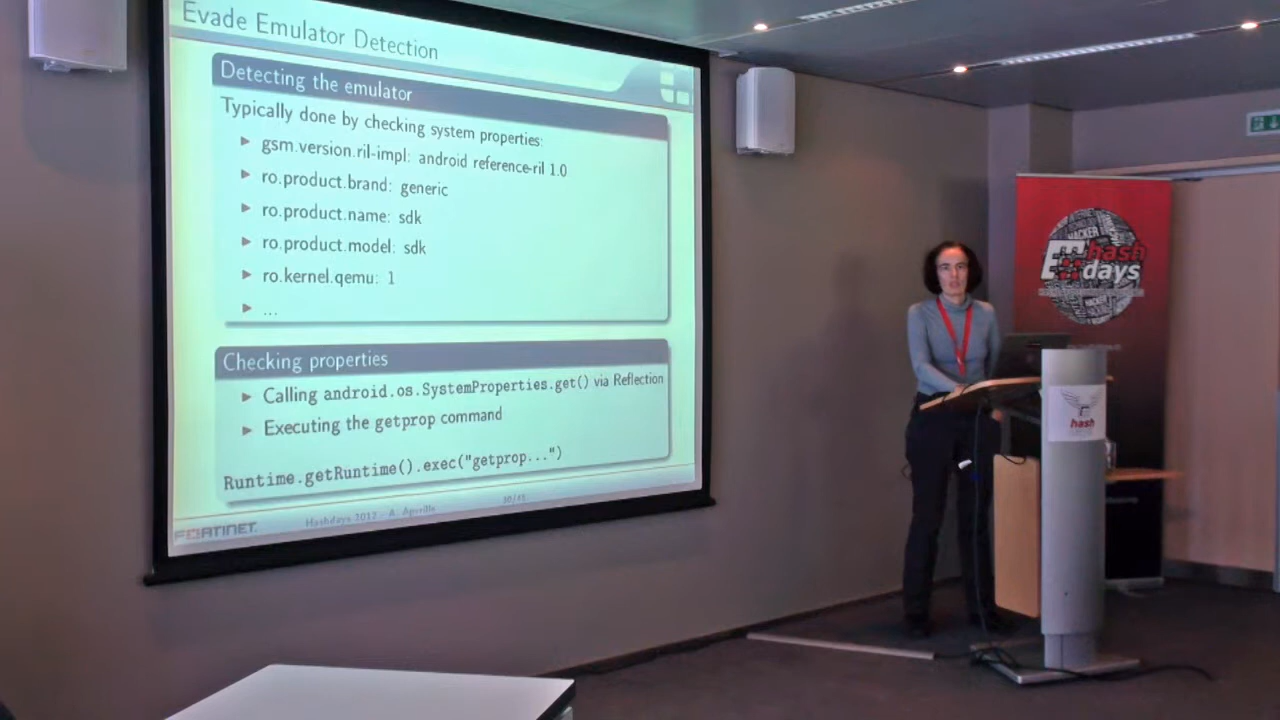 Evade Emulator Detection
Detecting the emulator
Typically done by checking system properties:
gsm.version.ril-impl: android reference-ril 1.0
ro.product.brand: generic
ro.product.name: sdk
ro.product.model: sdk
ro.kernel.qemu: 1
...
Checking properties
Calling android.os.SystemProperties.get() via Reflection
Executing the getprop command
Runtime.getRuntime().exec("getprop...")
FORTINET
Hashdays 2012 - A. Apvrille
HACKER
hash
days
HACKER
hash